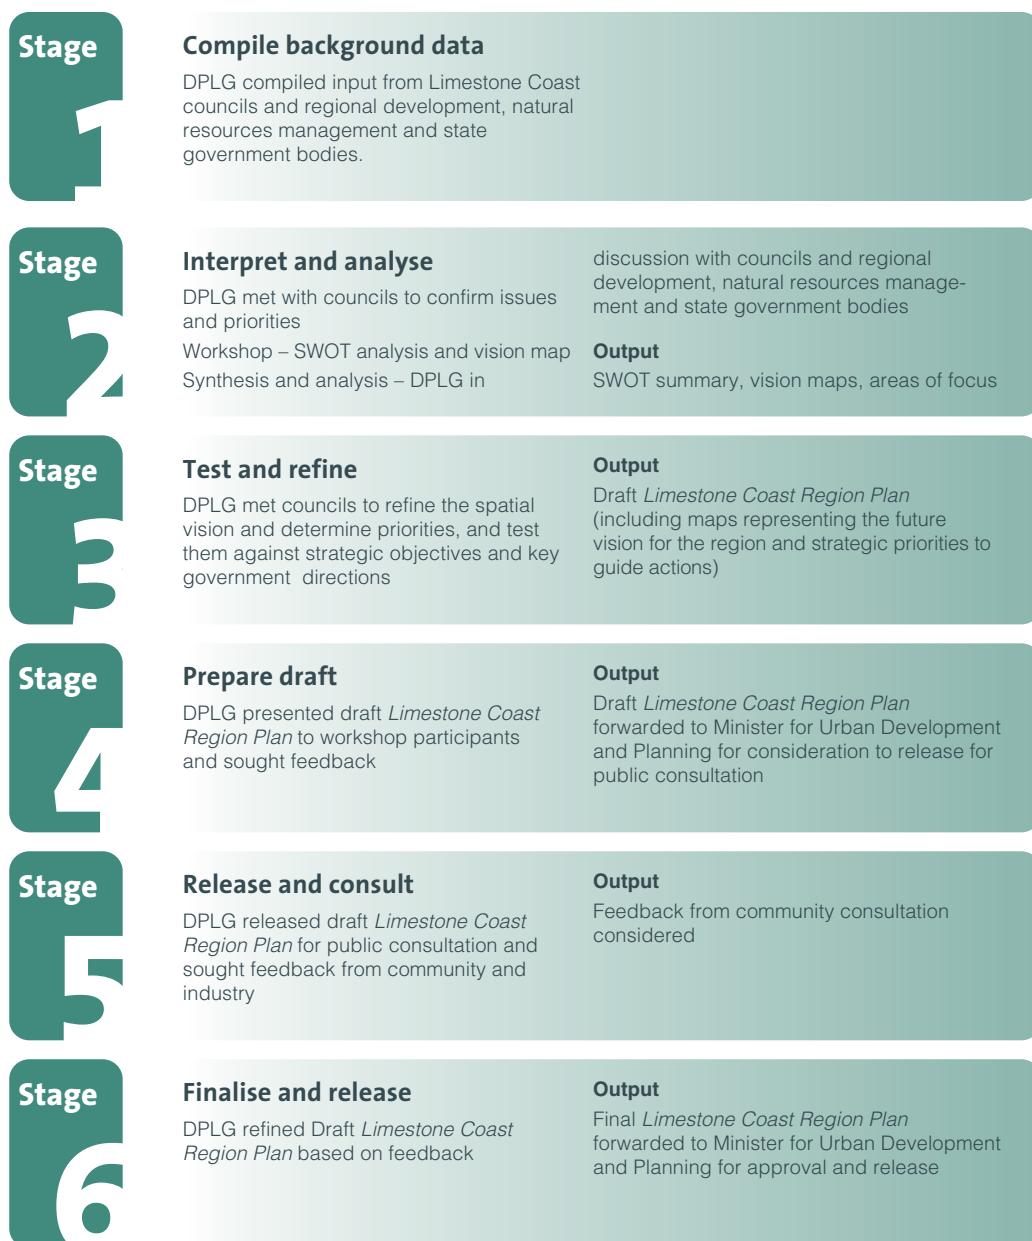 Stage
1
Compile background data
DPLG compiled input from Limestone Coast
councils and regional development, natural
resources management and state
government bodies.
Stage
2
Interpret and analyse
DPLG met with councils to confirm issues
and priorities
Workshop – SWOT analysis and vision map
Synthesis and analysis – DPLG in
discussion with councils and regional
development, natural resources manage-
ment and state government bodies
Output
SWOT summary, vision maps, areas of focus
Stage
3
Test and refine
DPLG met councils to refine the spatial
vision and determine priorities, and test
them against strategic objectives and key
government  directions
Output
Draft Limestone Coast Region Plan
(including maps representing the future
vision for the region and strategic priorities to
guide actions)
Stage
4
Prepare draft
DPLG presented draft Limestone Coast
Region Plan to workshop participants
and sought feedback
Output
Draft Limestone Coast Region Plan
forwarded to Minister for Urban Development
and Planning for consideration to release for
public consultation
Stage
5
Release and consult
DPLG released draft Limestone Coast
Region Plan for public consultation and
sought feedback from community and
industry
Output
Feedback from community consultation
considered
Stage
6
Finalise and release
DPLG refined Draft Limestone Coast
Region Plan based on feedback
Output
Final Limestone Coast Region Plan
forwarded to Minister for Urban Development
and Planning for approval and release